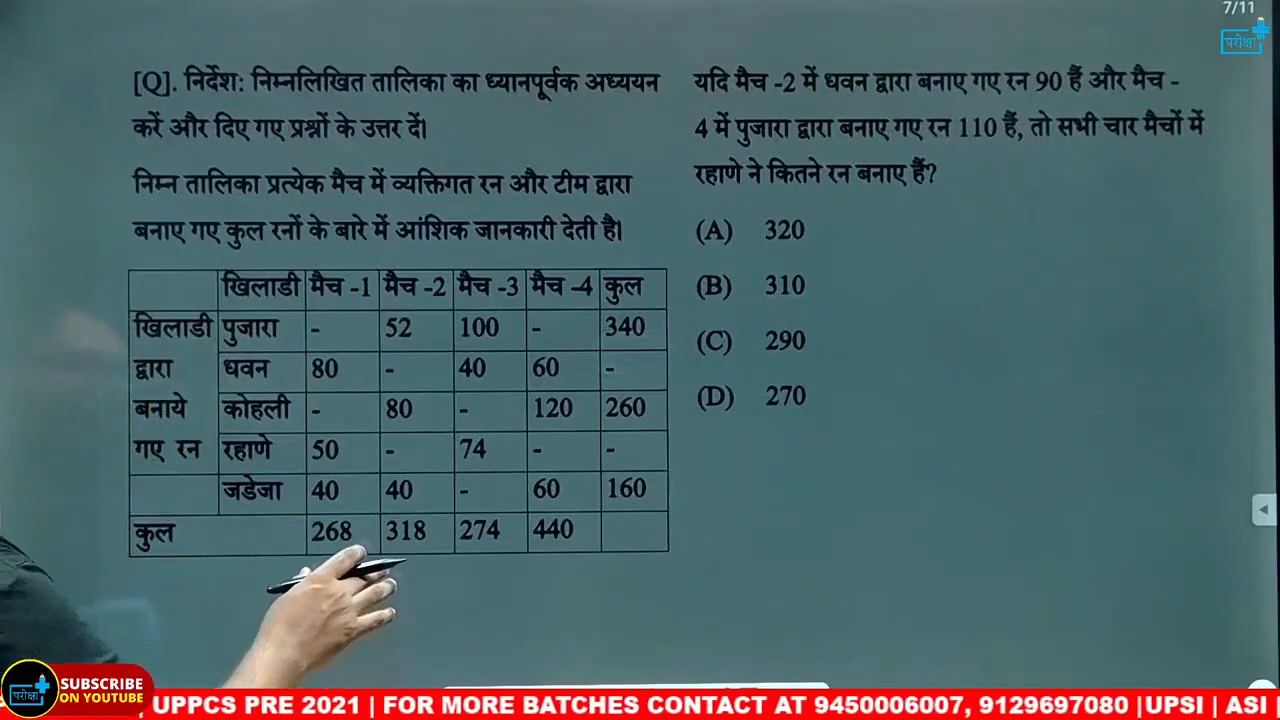 7/11
परीक्षा
[Q]. निर्देश: निम्नलिखित तालिका का ध्यानपूर्वक अध्ययन
करें और दिए गए प्रश्नों के उत्तर दें।
निम्न तालिका प्रत्येक मैच में व्यक्तिगत रन और टीम द्वारा
बनाए गए कुल रनों के बारे में आंशिक जानकारी देती है।
खिलाडी मैच -1 मैच -2 मैच -3 मैच -4 कुल
खिलाडी पुजारा - 52 100 - 340
द्वारा धवन 80 - 40 60 -
बनाये कोहली - 80 - 120 260
गए रन रहाणे 50 - 74 - -
जडेजा 40 40 - 60 160
कुल 268 318 274 440
यदि मैच -2 में धवन द्वारा बनाए गए रन 90 हैं और मैच -
4 में पुजारा द्वारा बनाए गए रन 110 हैं, तो सभी चार मैचों में
रहाणे ने कितने रन बनाए हैं?
(A) 320
(B) 310
(C) 290
(D) 270
परीक्षा
SUBSCRIBE
ON YOUTUBE
UPPCS PRE 2021 | FOR MORE BATCHES CONTACT AT 9450006007, 9129697080 |UPSI | ASI